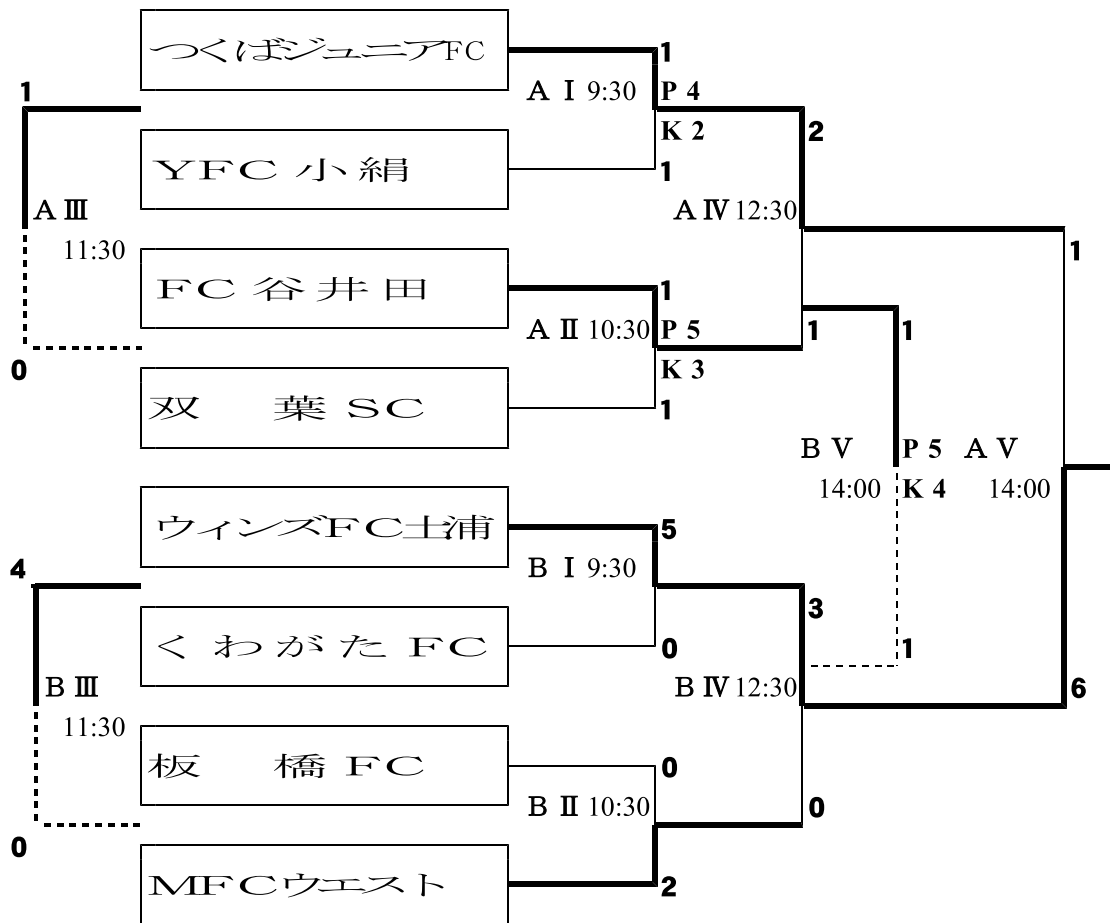 つくばジュニアFC
1
1
A Ⅰ 9:30
P 4
K 2
2
YFC 小絹
1
A Ⅲ
A Ⅳ 12:30
11:30
1
FC 谷井田
1
A Ⅱ 10:30
P 5
1
1
0
K 3
双 葉 SC
1
B Ⅴ
P 5
A Ⅴ
14:00
K 4
14:00
ウィンズFC土浦
5
4
B Ⅰ 9:30
3
くわがた FC
0
1
B Ⅲ
B Ⅳ 12:30
6
11:30
板 橋 FC
0
B Ⅱ 10:30
0
0
MFCウエスト
2